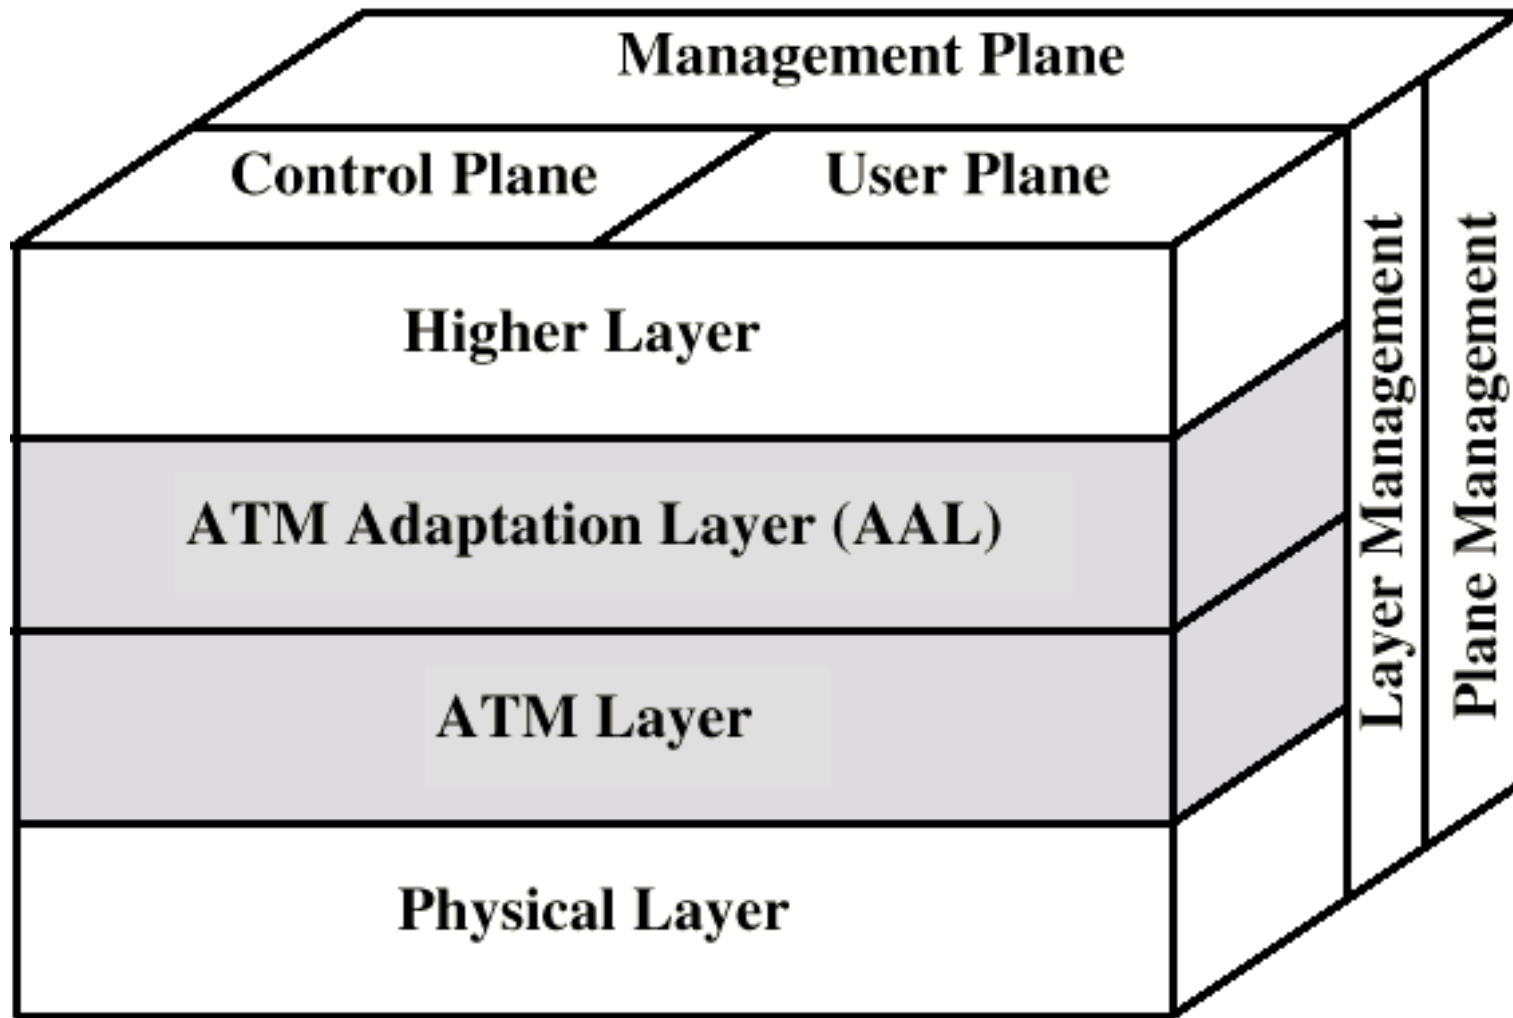 Management Plane
Control Plane
User Plane
Higher Layer
ATM Adaptation Layer (AAL)
ATM Layer
Physical Layer
Layer Management
Plane Management